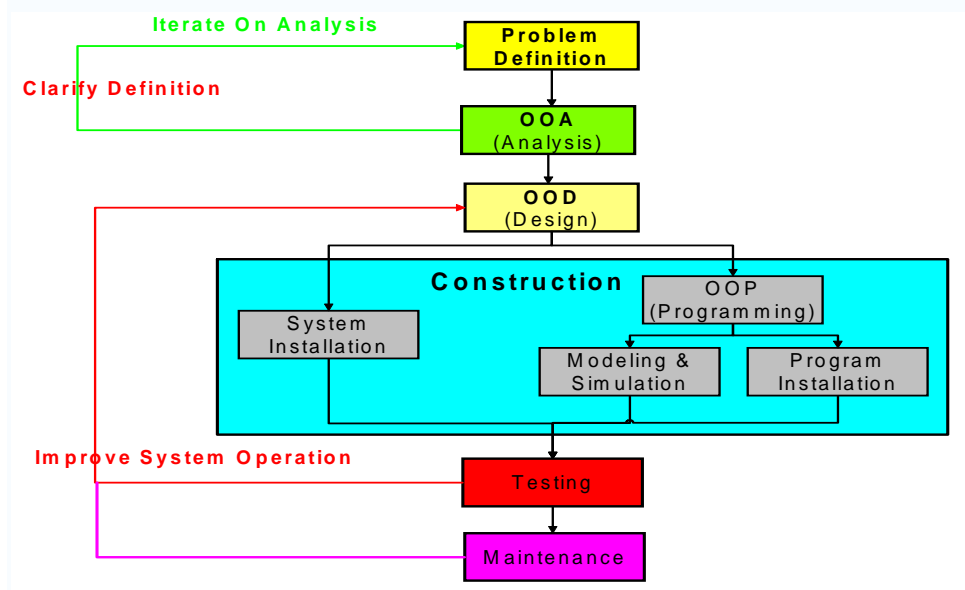 Iterate On Analysis
Problem
Definition
Clarify Definition
OOA
(Analysis)
OOD
(Design)
Construction
OOP
(Programming)
System
Installation
Modeling &
Simulation
Program
Installation
Improve System Operation
Testing
Maintenance